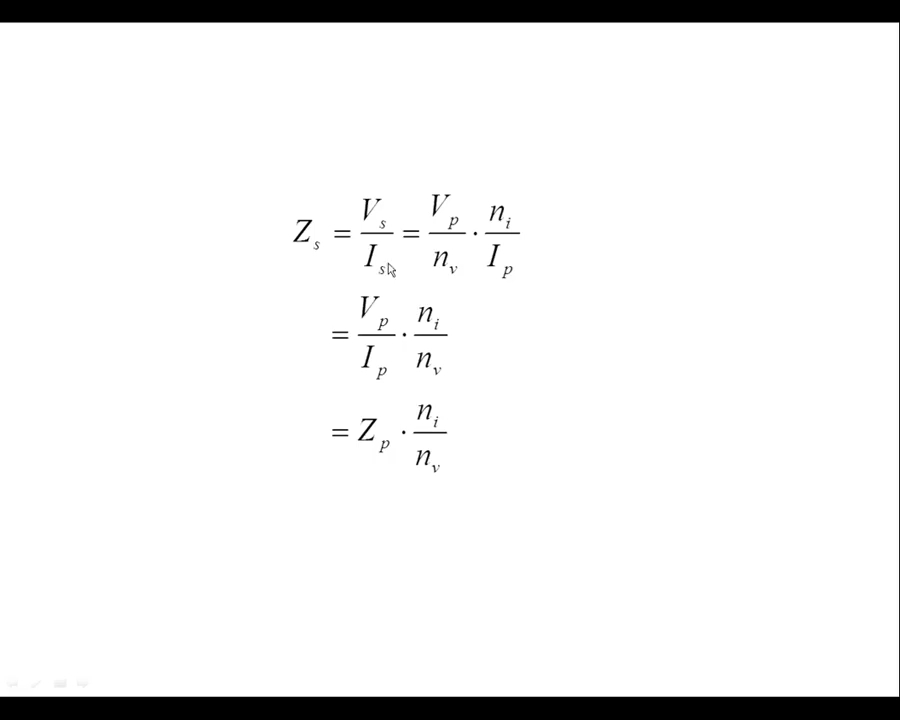 Z_s = V_s / I_s = V_p / n_v · n_i / I_p
= V_p / I_p · n_i / n_v
= Z_p · n_i / n_v